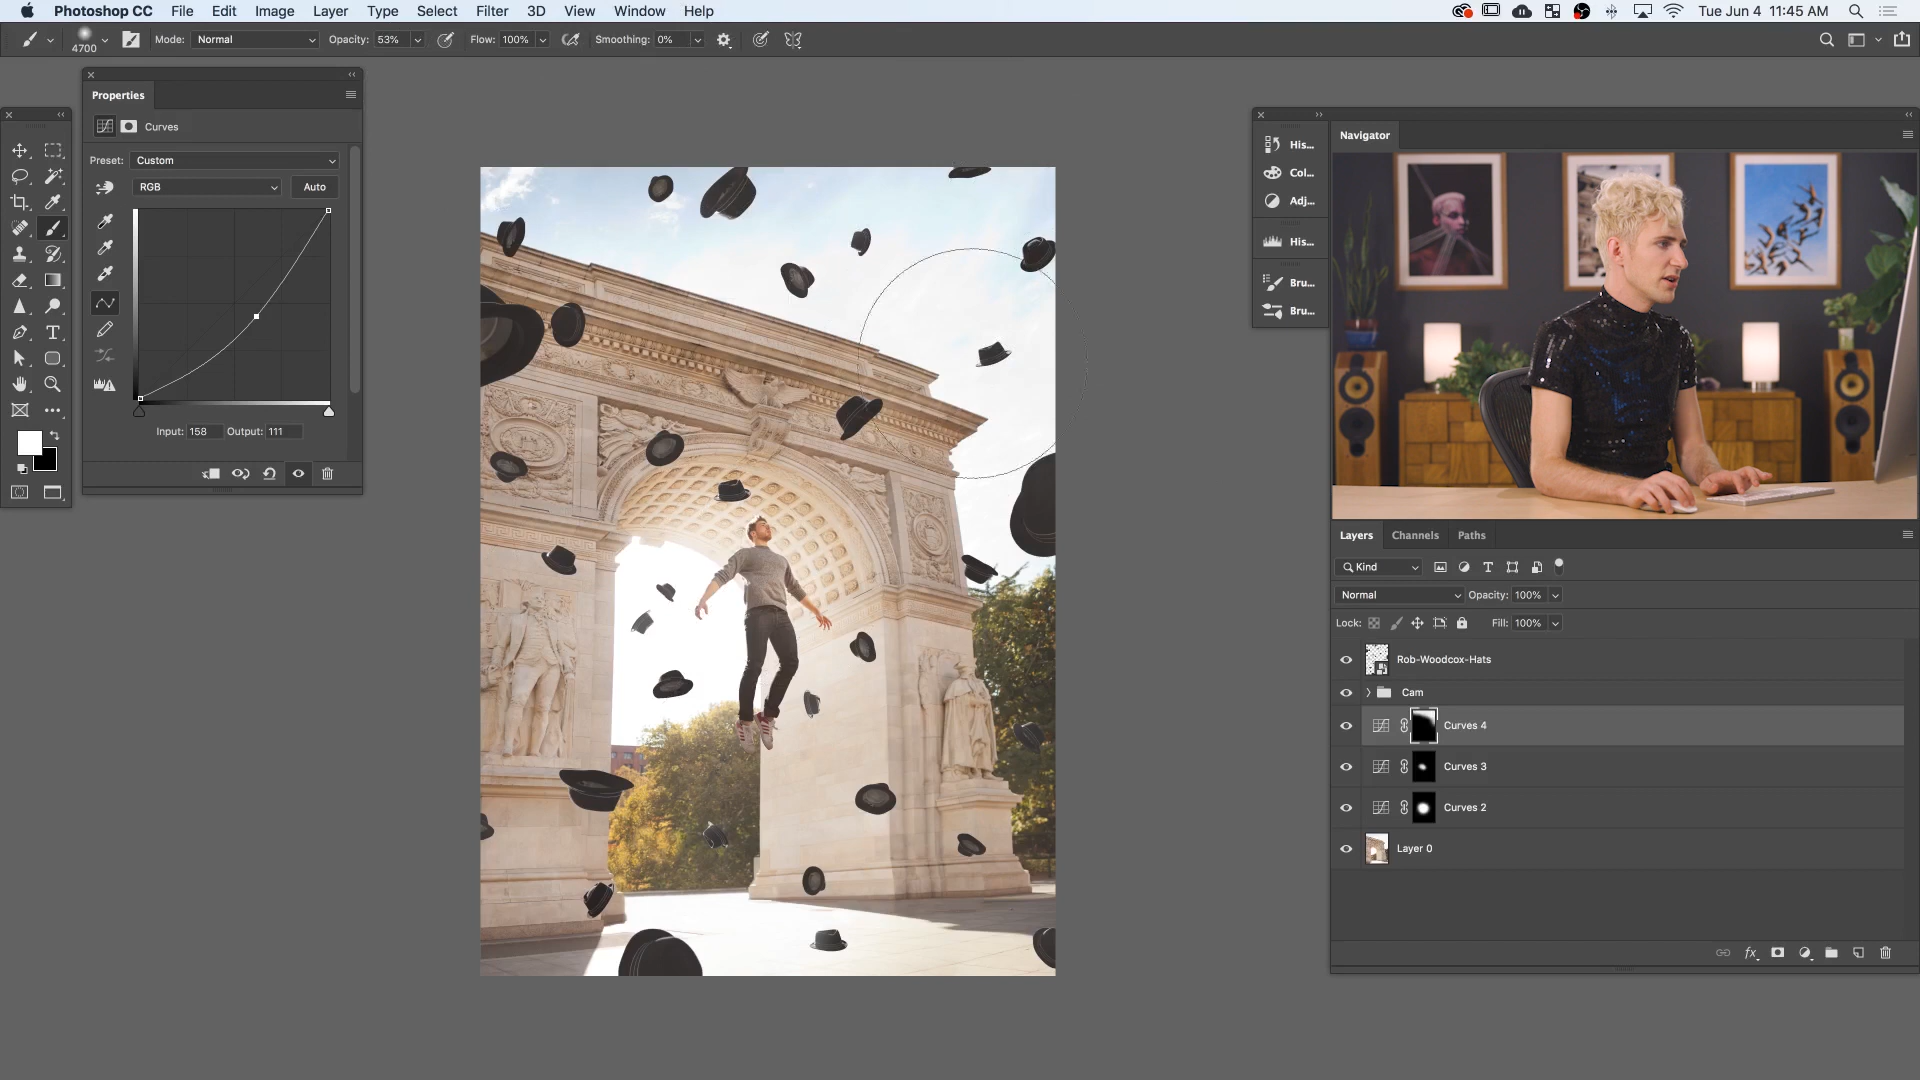 Photoshop CC File Edit Image Layer Type Select Filter 3D View Window Help Tue Jun 4 11:45 AM
4700 Mode: Normal Opacity: 53% Flow: 100% Smoothing: 0%
Properties
Curves
Preset: Custom
RGB Auto
Input: 158 Output: 111
T
His...
Col...
Adj...
His...
Bru...
Bru...
Navigator
Layers Channels Paths
Kind T
Normal Opacity: 100%
Lock: Fill: 100%
Rob-Woodcox-Hats
Cam
Curves 4
Curves 3
Curves 2
Layer 0
fx